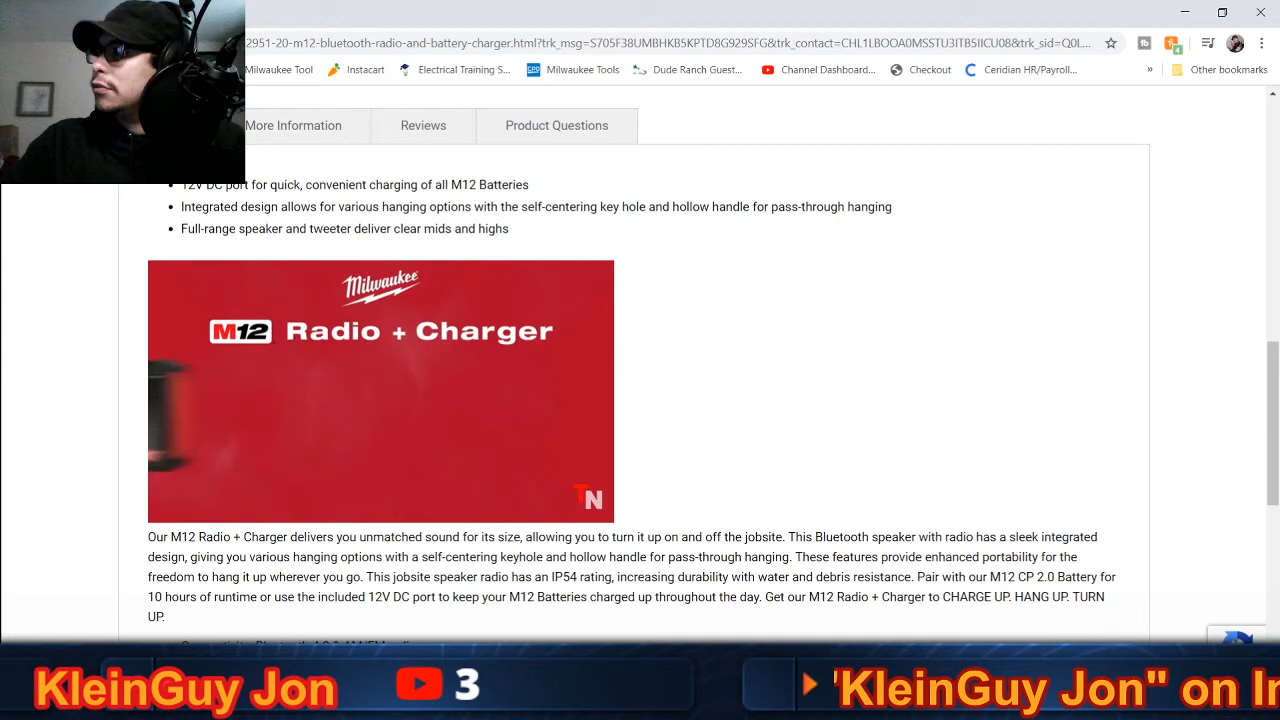 2951-20-m12-bluetooth-radio-and-battery-charger.html?trk_msg=S705F38UMBHKB5KPTD8G929SFG&trk_contact=CHL1LBOOA0MSSTU3ITB5IICU08&trk_sid=Q0L...
Milwaukee Tool Instacart Electrical Training S... CPO Milwaukee Tools Dude Ranch Guest... Channel Dashboard... Checkout Ceridian HR/Payroll... » Other bookmarks
More Information Reviews Product Questions
• 12V DC port for quick, convenient charging of all M12 Batteries
• Integrated design allows for various hanging options with the self-centering key hole and hollow handle for pass-through hanging
• Full-range speaker and tweeter deliver clear mids and highs
Milwaukee
M12 Radio + Charger
TN
Our M12 Radio + Charger delivers you unmatched sound for its size, allowing you to turn it up on and off the jobsite. This Bluetooth speaker with radio has a sleek integrated
design, giving you various hanging options with a self-centering keyhole and hollow handle for pass-through hanging. These features provide enhanced portability for the
freedom to hang it up wherever you go. This jobsite speaker radio has an IP54 rating, increasing durability with water and debris resistance. Pair with our M12 CP 2.0 Battery for
10 hours of runtime or use the included 12V DC port to keep your M12 Batteries charged up throughout the day. Get our M12 Radio + Charger to CHARGE UP. HANG UP. TURN
UP.
KleinGuy Jon 3 'KleinGuy Jon" on In